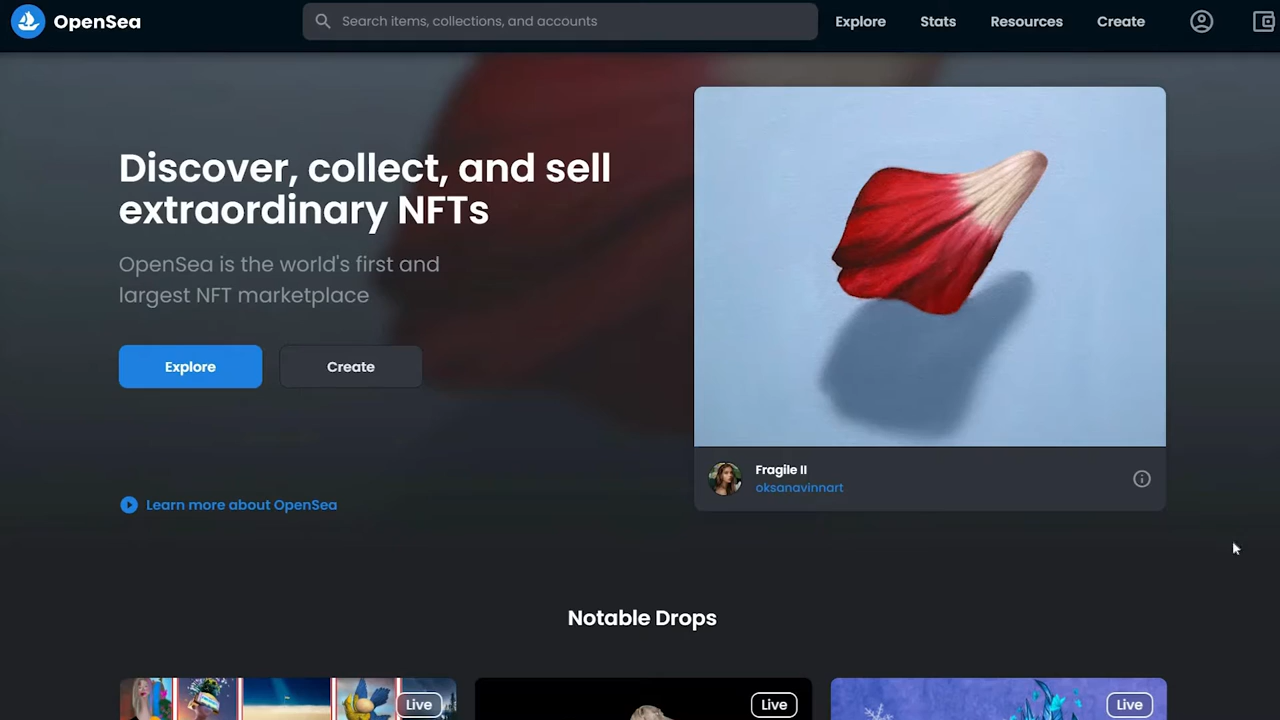 OpenSea
Search items, collections, and accounts
Explore
Stats
Resources
Create
Discover, collect, and sell
extraordinary NFTs
OpenSea is the world's first and
largest NFT marketplace
Explore
Create
Learn more about OpenSea
Fragile II
oksanavinnart
Notable Drops
Live
Live
Live